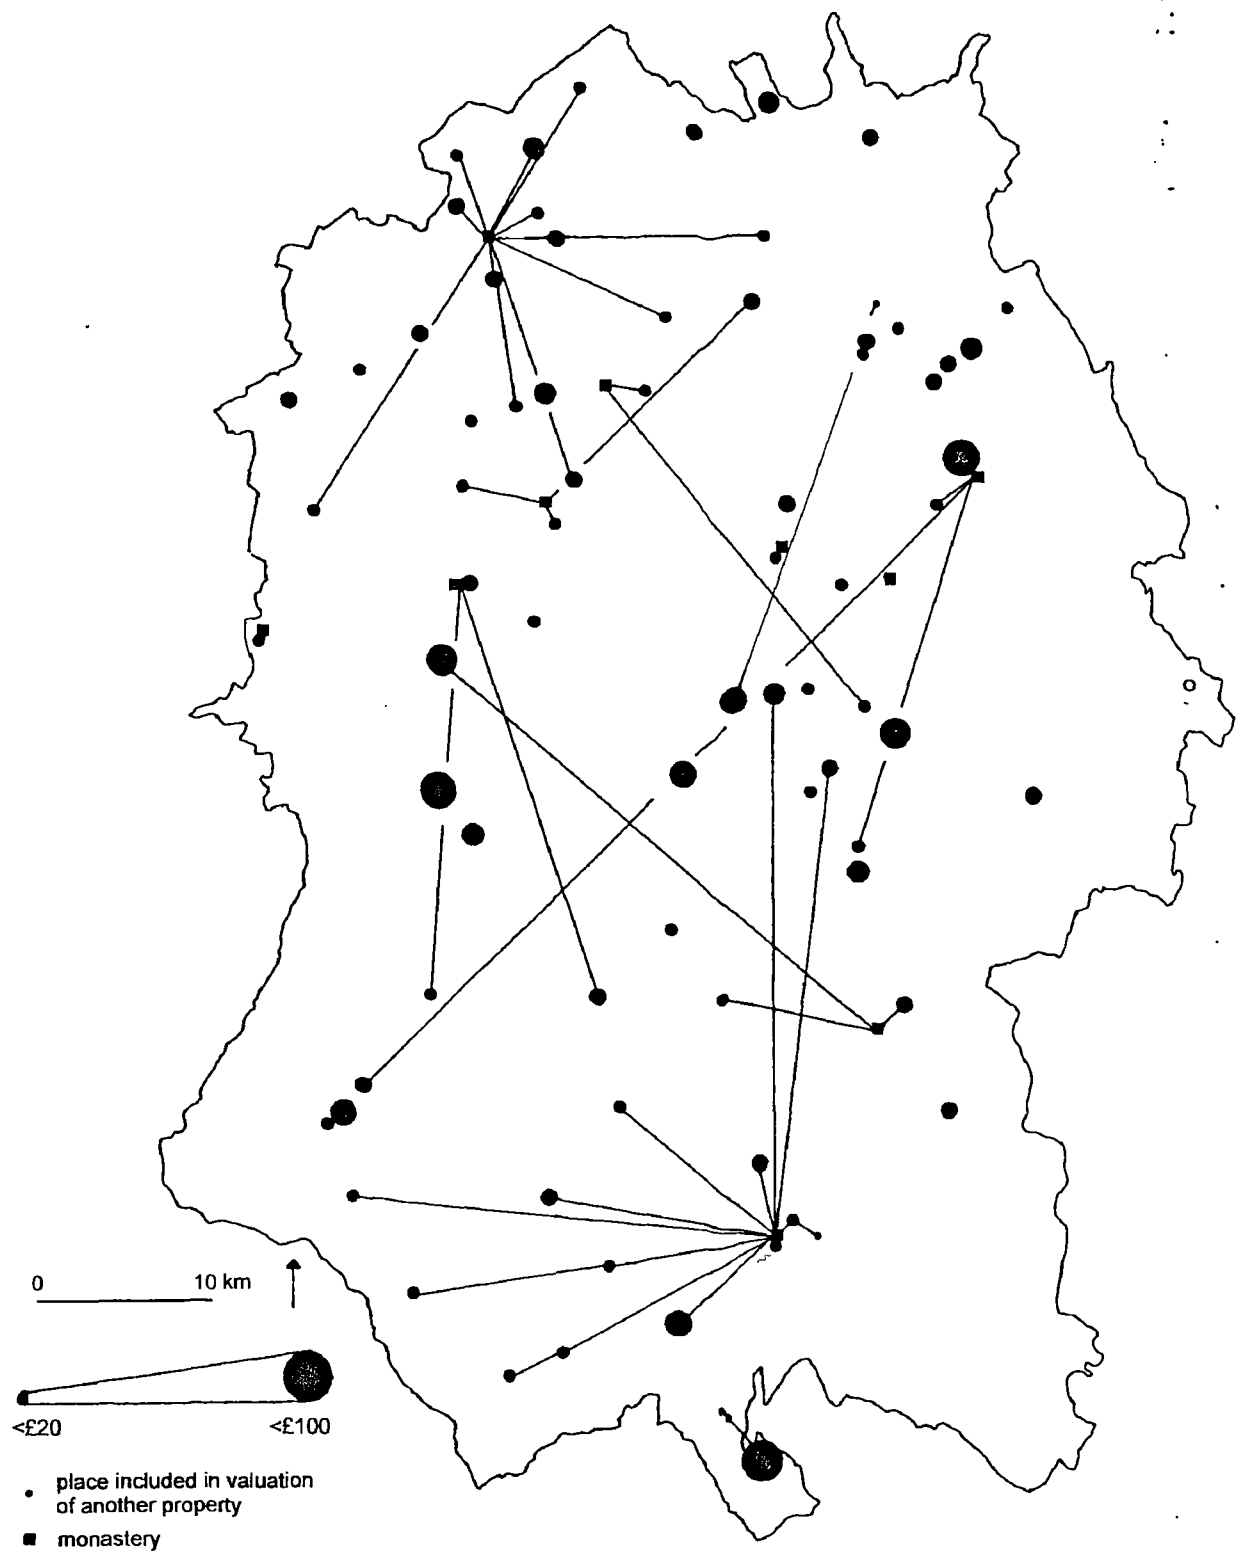 0 10 km
<£20 <£100
place included in valuation
of another property
monastery